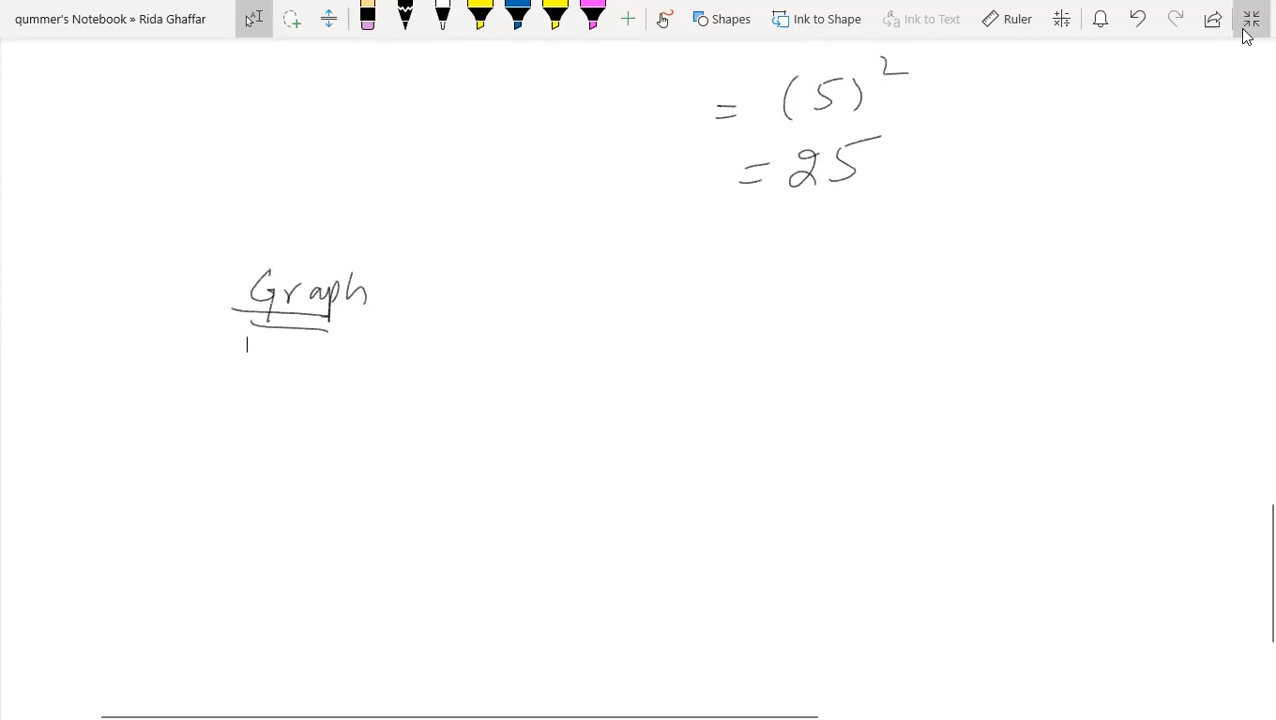 qummer's Notebook » Rida Ghaffar Shapes Ink to Shape Ink to Text Ruler
= (5)²
= 25
Graph